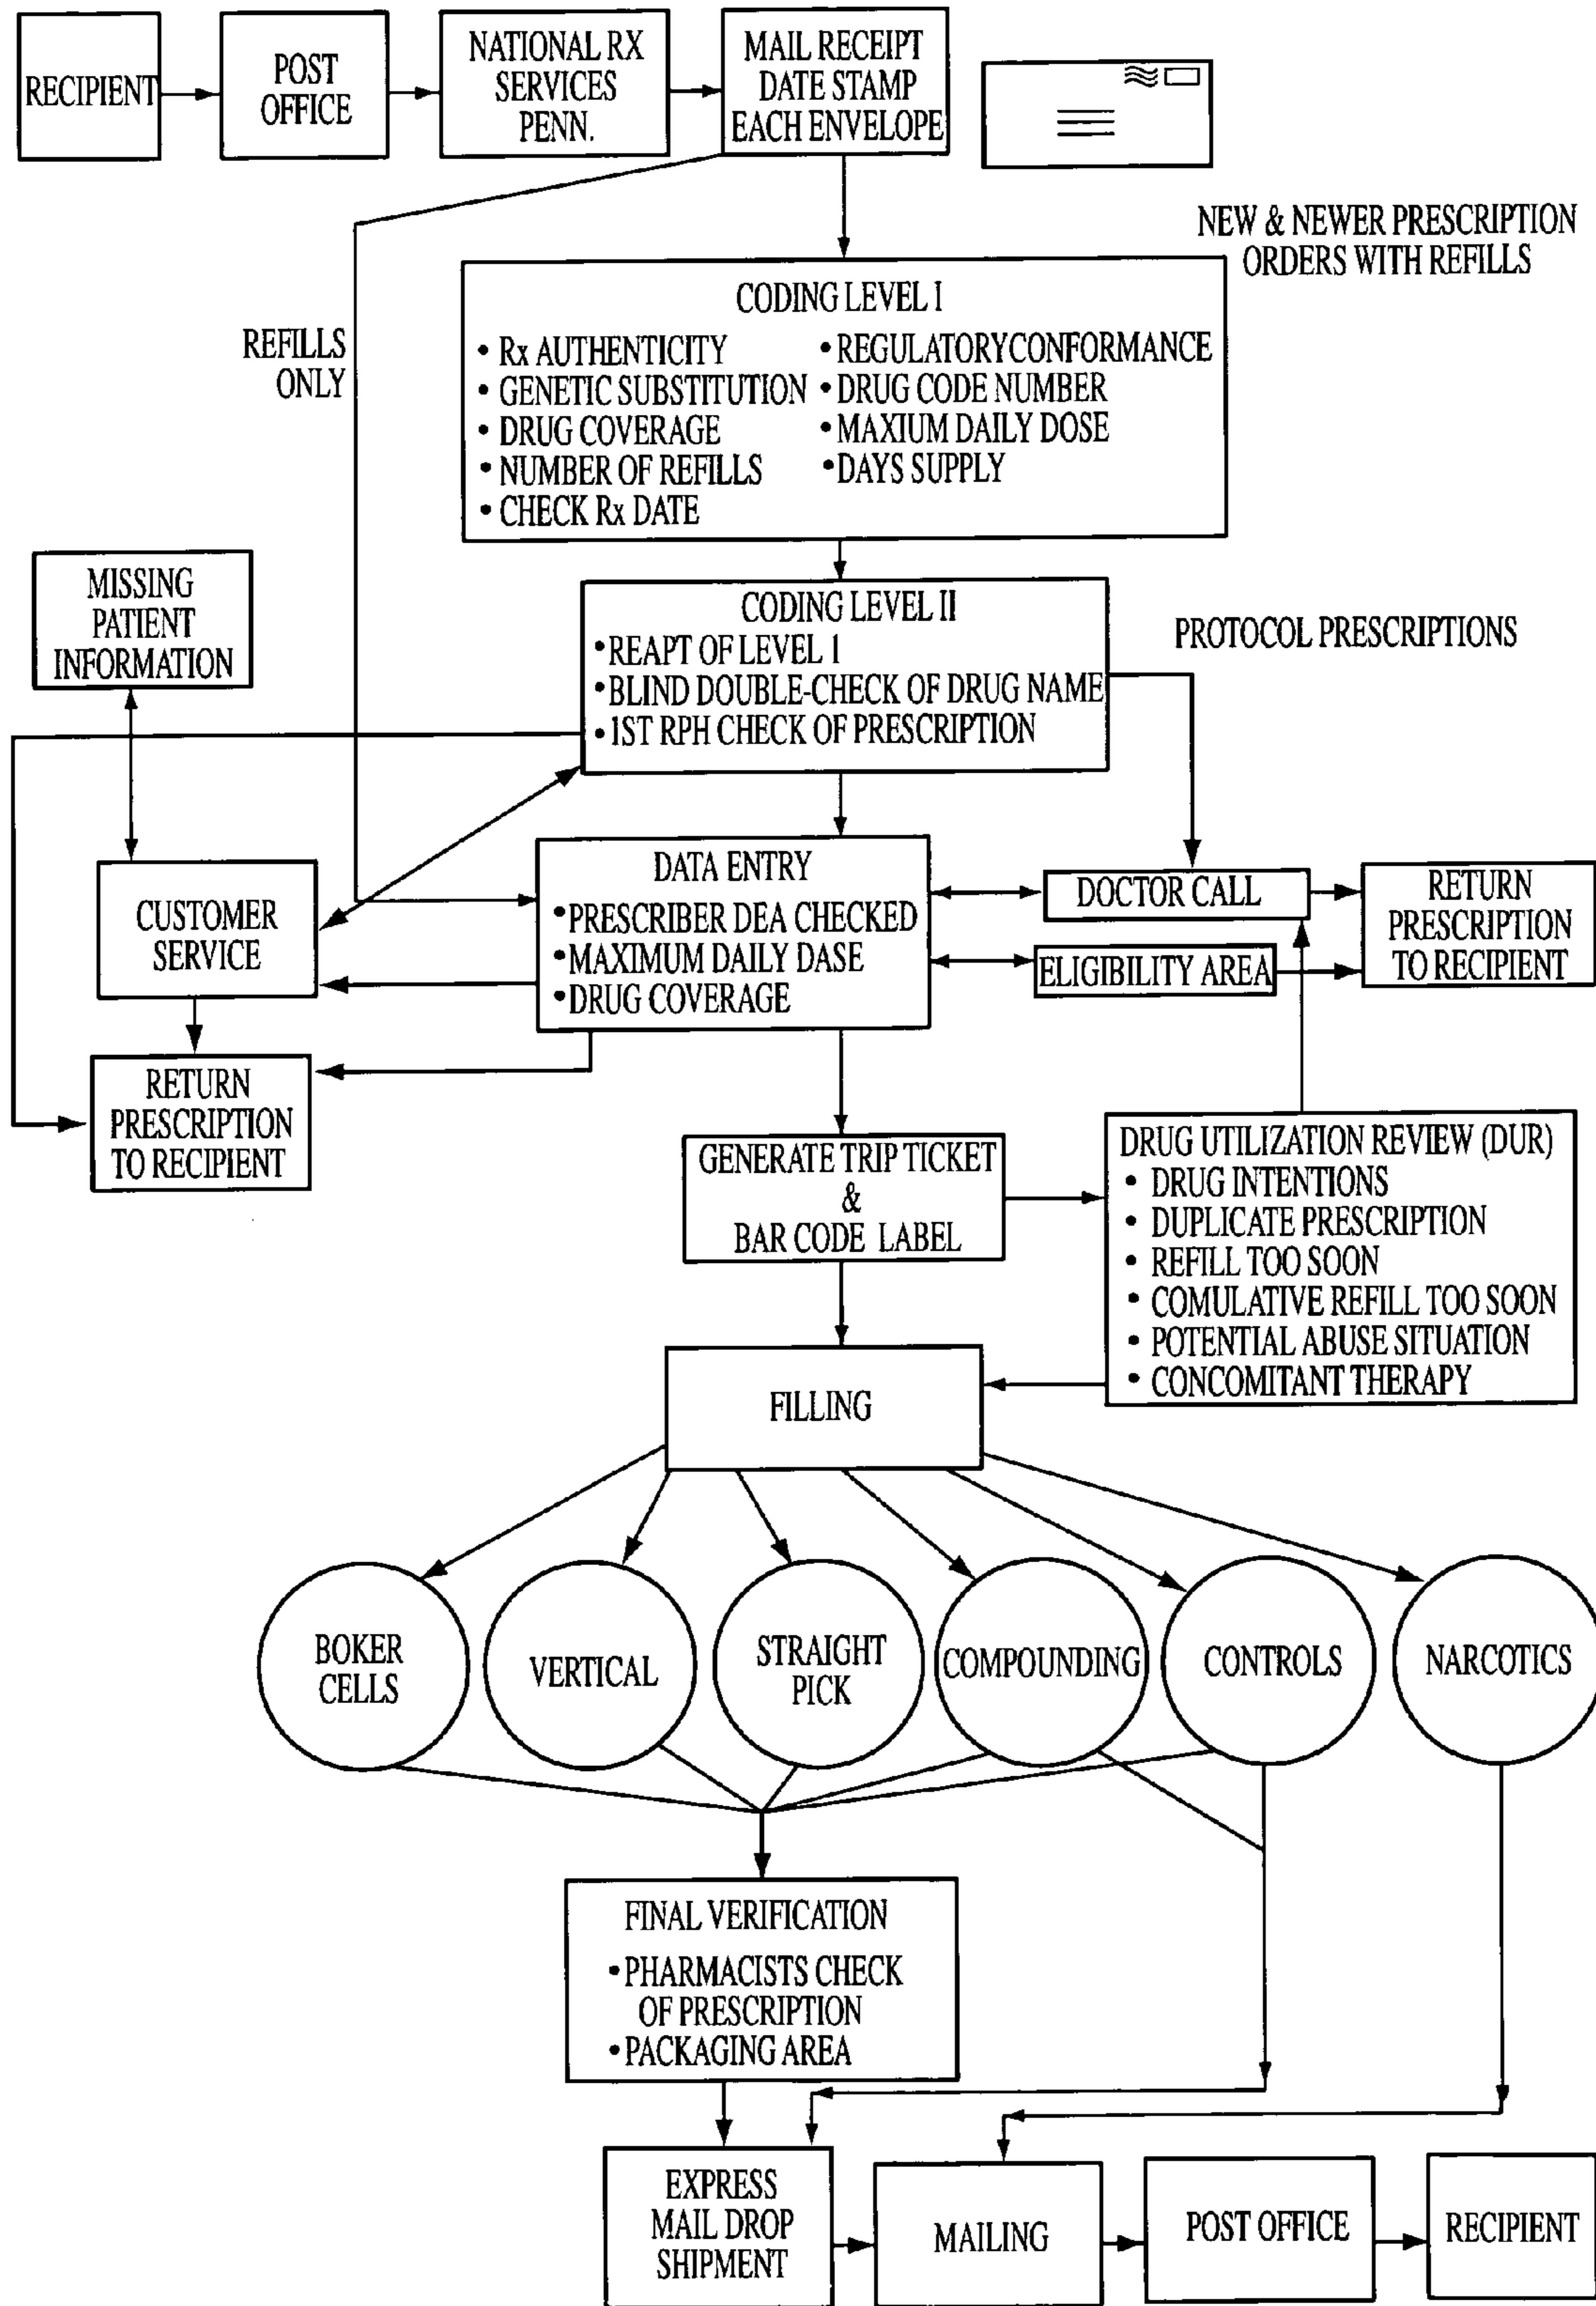 RECIPIENT
POST
OFFICE
NATIONAL RX
SERVICES
PENN.
MAIL RECEIPT
DATE STAMP
EACH ENVELOPE
NEW & NEWER PRESCRIPTION
ORDERS WITH REFILLS
REFILLS
ONLY
CODING LEVEL I
• Rx AUTHENTICITY
• GENETIC SUBSTITUTION
• DRUG COVERAGE
• NUMBER OF REFILLS
• CHECK Rx DATE
• REGULATORYCONFORMANCE
• DRUG CODE NUMBER
• MAXIUM DAILY DOSE
• DAYS SUPPLY
MISSING
PATIENT
INFORMATION
CODING LEVEL II
• REAPT OF LEVEL 1
• BLIND DOUBLE-CHECK OF DRUG NAME
• 1ST RPH CHECK OF PRESCRIPTION
PROTOCOL PRESCRIPTIONS
CUSTOMER
SERVICE
DATA ENTRY
• PRESCRIBER DEA CHECKED
• MAXIMUM DAILY DASE
• DRUG COVERAGE
DOCTOR CALL
ELIGIBILITY AREA
RETURN
PRESCRIPTION
TO RECIPIENT
RETURN
PRESCRIPTION
TO RECIPIENT
GENERATE TRIP TICKET
&
BAR CODE LABEL
DRUG UTILIZATION REVIEW (DUR)
• DRUG INTENTIONS
• DUPLICATE PRESCRIPTION
• REFILL TOO SOON
• COMULATIVE REFILL TOO SOON
• POTENTIAL ABUSE SITUATION
• CONCOMITANT THERAPY
FILLING
BOKER
CELLS
VERTICAL
STRAIGHT
PICK
COMPOUNDING
CONTROLS
NARCOTICS
FINAL VERIFICATION
• PHARMACISTS CHECK
OF PRESCRIPTION
• PACKAGING AREA
EXPRESS
MAIL DROP
SHIPMENT
MAILING
POST OFFICE
RECIPIENT